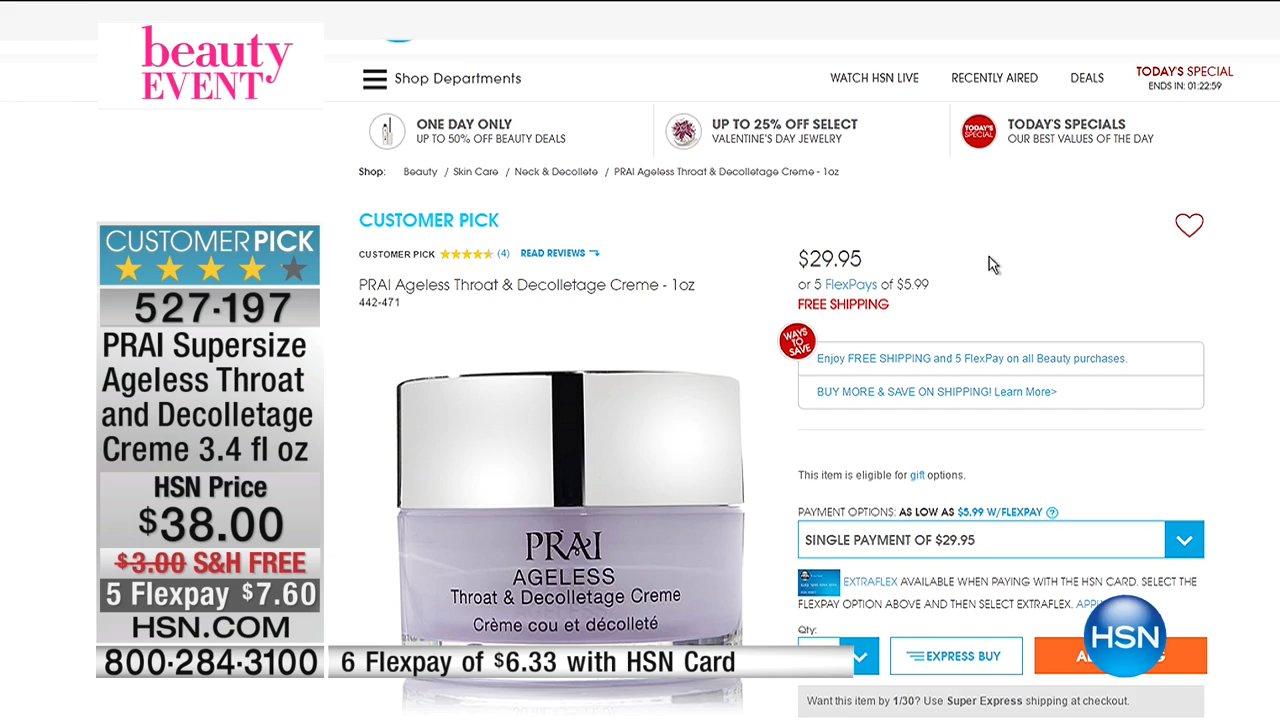 beauty
EVENT
Shop Departments
WATCH HSN LIVE
RECENTLY AIRED
DEALS
TODAY'S SPECIAL
ENDS IN: 01:22:59
ONE DAY ONLY
UP TO 50% OFF BEAUTY DEALS
UP TO 25% OFF SELECT
VALENTINE'S DAY JEWELRY
TODAY'S SPECIAL
TODAY'S SPECIALS
OUR BEST VALUES OF THE DAY
Shop: Beauty / Skin Care / Neck & Decollete / PRAI Ageless Throat & Decolletage Creme - 1oz
CUSTOMER PICK
CUSTOMER PICK (4) READ REVIEWS
PRAI Ageless Throat & Decolletage Creme - 1oz
442-471
$29.95
or 5 FlexPays of $5.99
FREE SHIPPING
WAYS
TO
SAVE
Enjoy FREE SHIPPING and 5 FlexPay on all Beauty purchases.
BUY MORE & SAVE ON SHIPPING! Learn More>
This item is eligible for gift options.
PAYMENT OPTIONS: AS LOW AS $5.99 W/FLEXPAY ?
SINGLE PAYMENT OF $29.95
EXTRAFLEX AVAILABLE WHEN PAYING WITH THE HSN CARD. SELECT THE
FLEXPAY OPTION ABOVE AND THEN SELECT EXTRAFLEX.
Qty:
EXPRESS BUY
HSN
Want this item by 1/30? Use Super Express shipping at checkout.
PRAI
AGELESS
Throat & Decolletage Creme
Crème cou et décolleté
CUSTOMER PICK
527-197
PRAI Supersize
Ageless Throat
and Decolletage
Creme 3.4 fl oz
HSN Price
$38.00
$3.00 S&H FREE
5 Flexpay $7.60
HSN.COM
800-284-3100
6 Flexpay of $6.33 with HSN Card